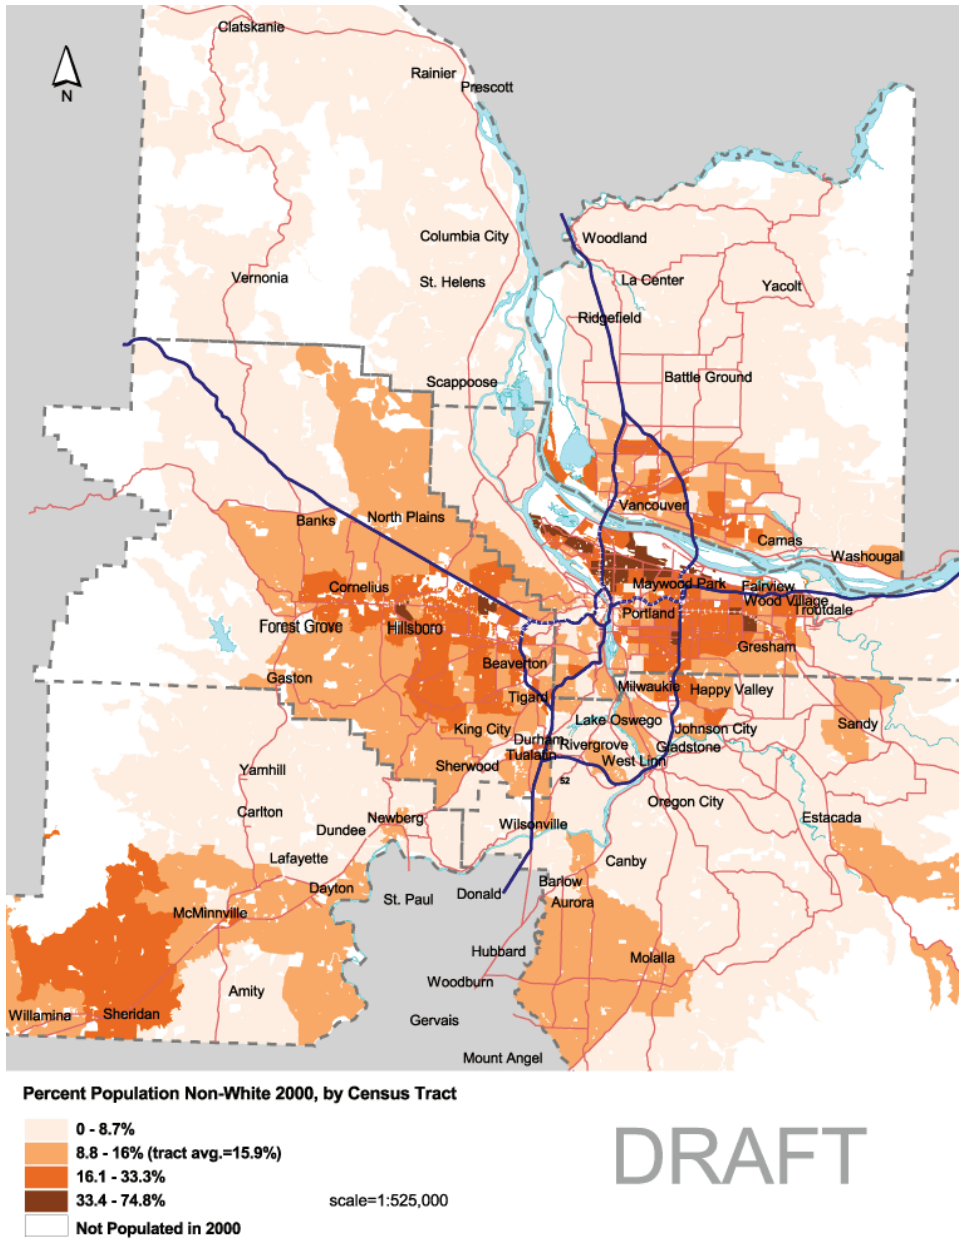 Clatskanie
Rainier
Prescott
N
Columbia City
Woodland
Vernonia
St. Helens
La Center
Yacolt
Ridgefield
Scappoose
Battle Ground
Banks
North Plains
Vancouver
Camas
Washougal
Cornelius
Maywood Park
Fairview
Wood Village
Troutdale
Forest Grove
Hillsboro
Portland
Gresham
Beaverton
Gaston
Tigard
Milwaukie
Happy Valley
King City
Lake Oswego
Johnson City
Sandy
Durham
Rivergrove
Gladstone
Tualatin
West Linn
Sherwood
Yamhill
52
Carlton
Oregon City
Newberg
Dundee
Wilsonville
Estacada
Lafayette
Canby
Dayton
Barlow
St. Paul
Donald
Aurora
McMinnville
Hubbard
Molalla
Woodburn
Amity
Willamina
Sheridan
Gervais
Mount Angel
Percent Population Non-White 2000, by Census Tract
0 - 8.7%
8.8 - 16% (tract avg.=15.9%)
16.1 - 33.3%
33.4 - 74.8%
Not Populated in 2000
scale=1:525,000
DRAFT